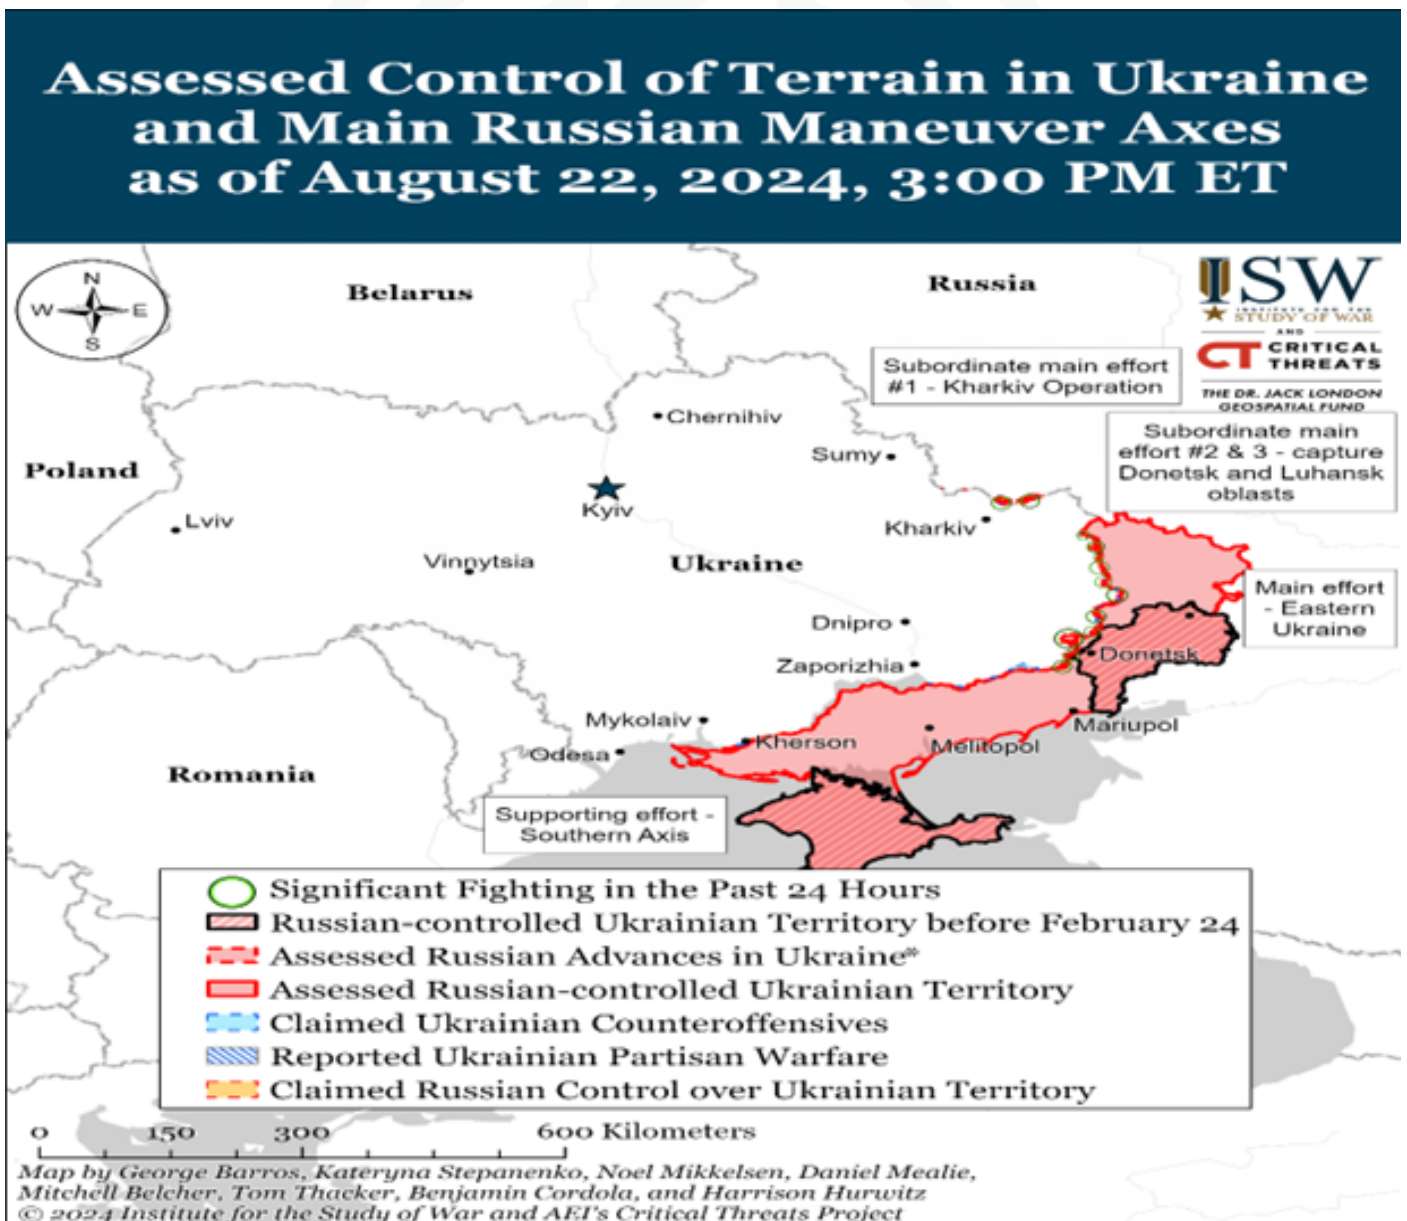 Assessed Control of Terrain in Ukraine
and Main Russian Maneuver Axes
as of August 22, 2024, 3:00 PM ET
N
W
E
S
Belarus
Russia
ISW
INSTITUTE FOR THE
STUDY OF WAR
AND
CT CRITICAL
THREATS
THE DR. JACK LONDON
GEOSPATIAL FUND
Subordinate main effort
#1 - Kharkiv Operation
Subordinate main
effort #2 & 3 - capture
Donetsk and Luhansk
oblasts
Chernihiv
Sumy
Poland
Kyiv
Lviv
Kharkiv
Vinnytsia
Ukraine
Main effort
- Eastern
Ukraine
Dnipro
Donetsk
Zaporizhia
Mykolaiv
Mariupol
Kherson
Melitopol
Odesa
Romania
Supporting effort -
Southern Axis
Significant Fighting in the Past 24 Hours
Russian-controlled Ukrainian Territory before February 24
Assessed Russian Advances in Ukraine*
Assessed Russian-controlled Ukrainian Territory
Claimed Ukrainian Counteroffensives
Reported Ukrainian Partisan Warfare
Claimed Russian Control over Ukrainian Territory
0 150 300 600 Kilometers
Map by George Barros, Kateryna Stepanenko, Noel Mikkelsen, Daniel Mealie,
Mitchell Belcher, Tom Thacker, Benjamin Cordola, and Harrison Hurwitz
© 2024 Institute for the Study of War and AEI's Critical Threats Project